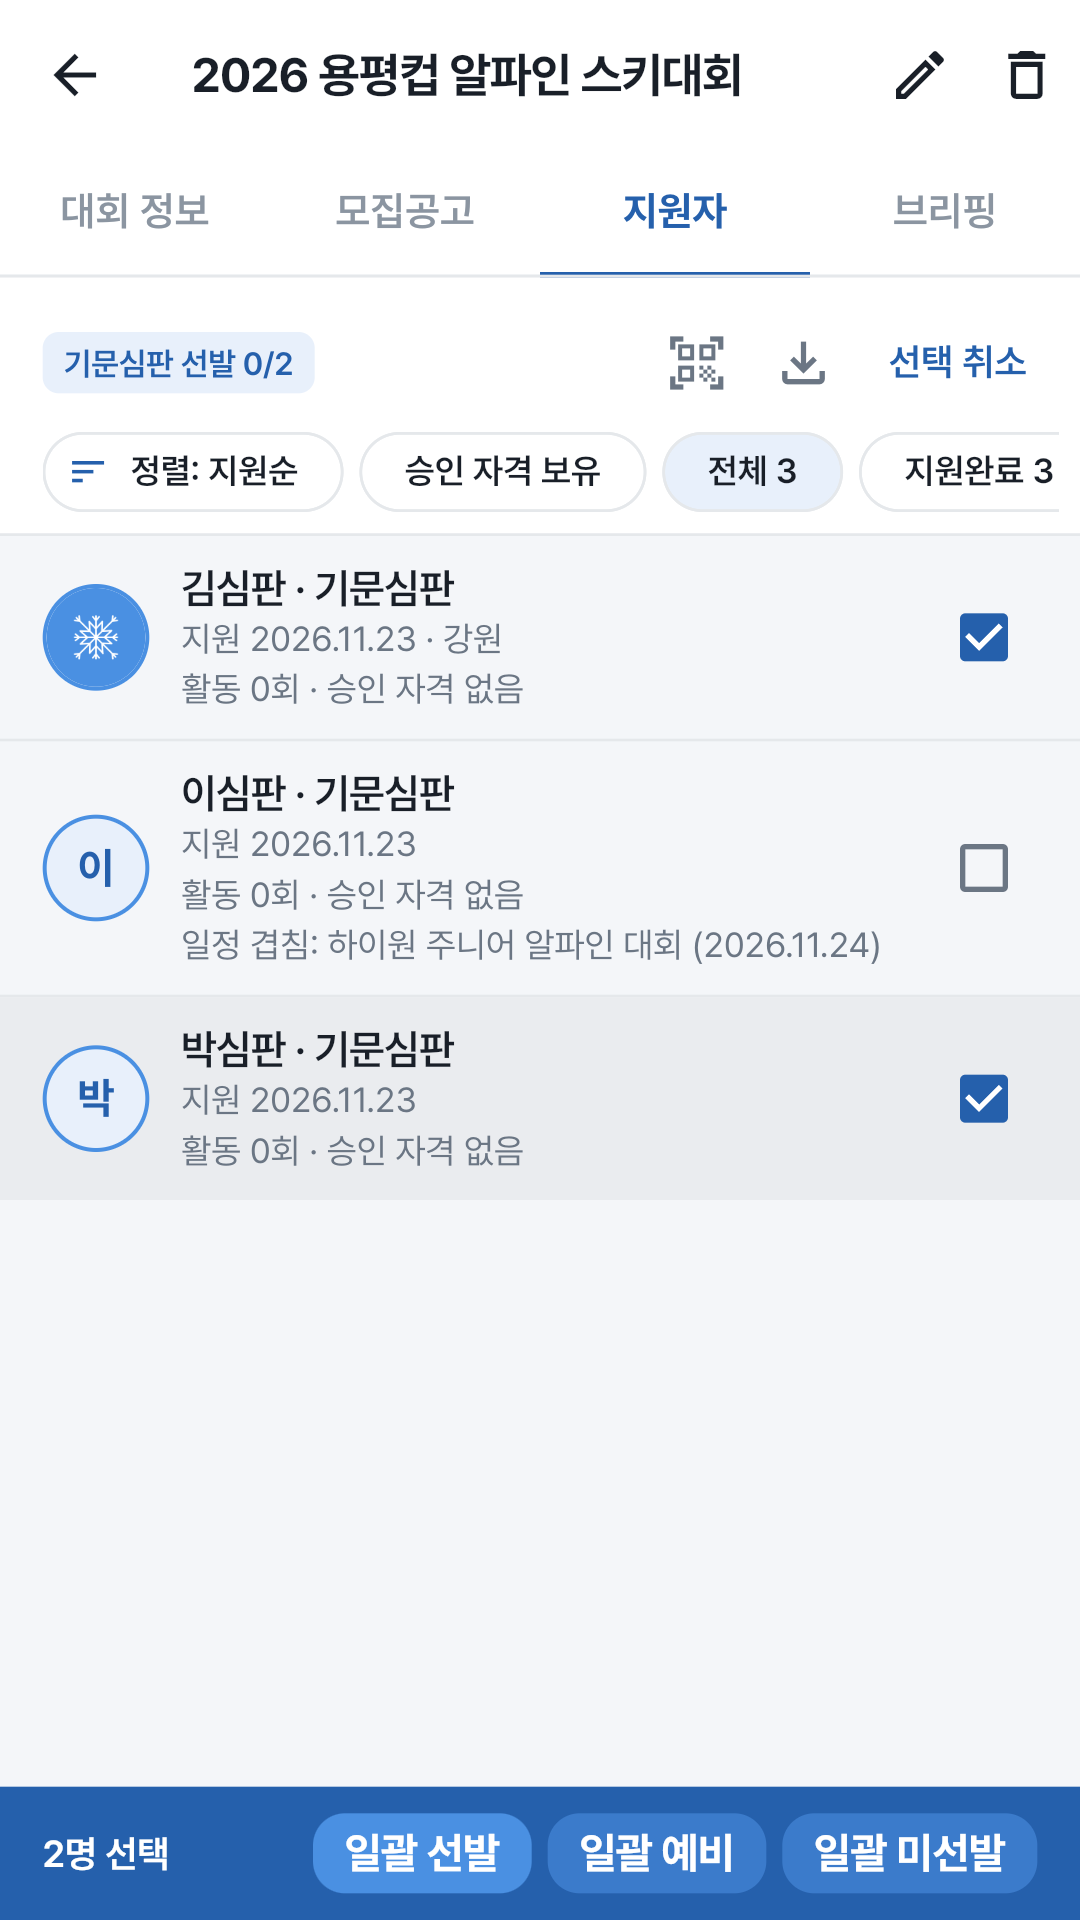 2026 용평컵 알파인 스키대회
대회 정보
모집공고
지원자
브리핑
기문심판 선발 0/2
선택 취소
정렬: 지원순
승인 자격 보유
전체 3
지원완료 3
김심판 · 기문심판
지원 2026.11.23 · 강원
활동 0회 · 승인 자격 없음
이
이심판 · 기문심판
지원 2026.11.23
활동 0회 · 승인 자격 없음
일정 겹침: 하이원 주니어 알파인 대회 (2026.11.24)
박
박심판 · 기문심판
지원 2026.11.23
활동 0회 · 승인 자격 없음
2명 선택
일괄 선발
일괄 예비
일괄 미선발